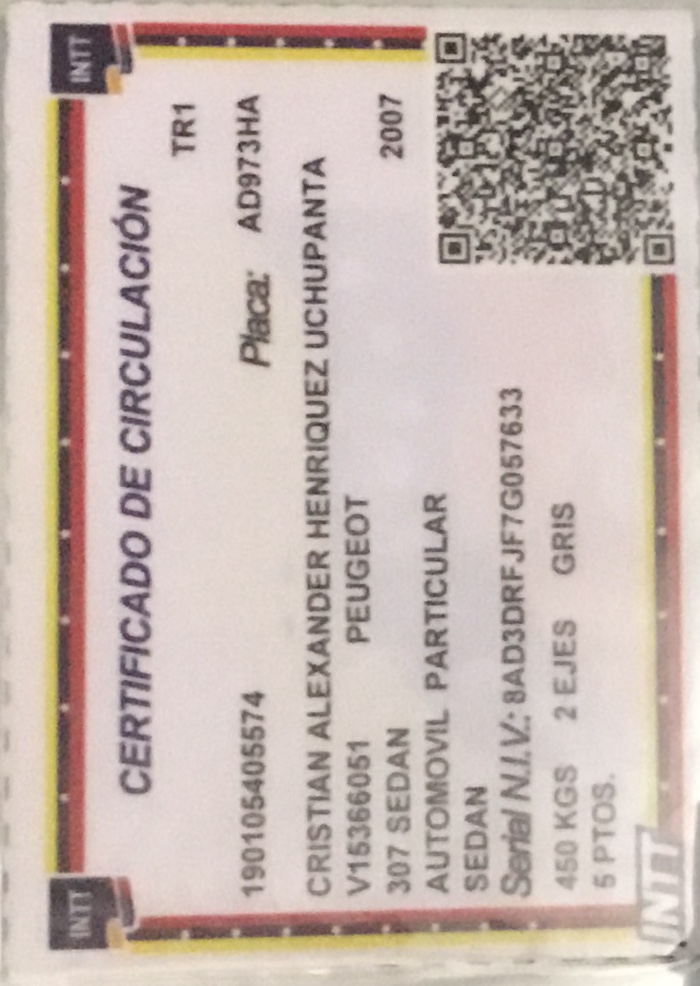 INTT INTT
CERTIFICADO DE CIRCULACIÓN
TR1
190105405574 Placa: AD973HA
CRISTIAN ALEXANDER HENRIQUEZ UCHUPANTA
V15366051 PEUGEOT
307 SEDAN 2007
AUTOMOVIL PARTICULAR
SEDAN
Serial N.I.V.: 8AD3DRFJF7G057633
450 KGS 2 EJES GRIS
5 PTOS.
INTT